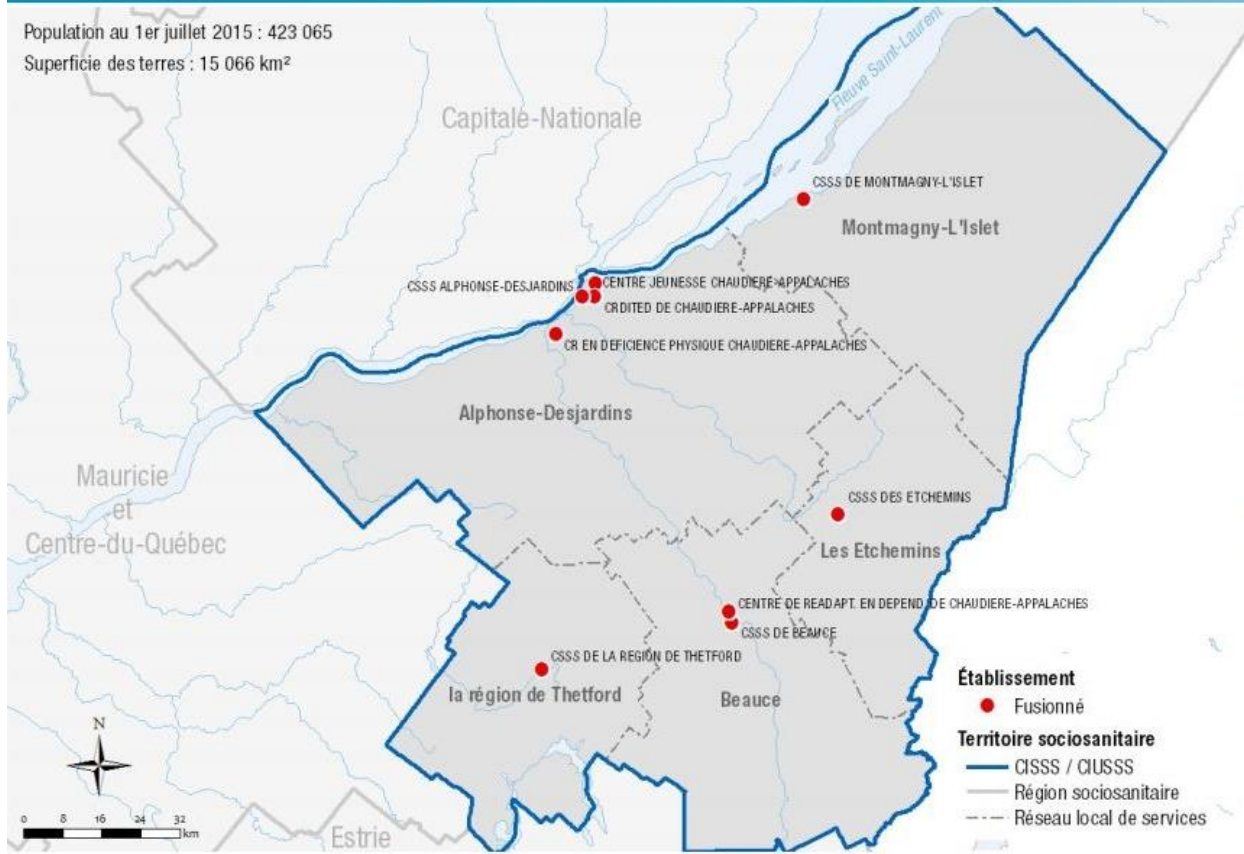 Population au 1er juillet 2015 : 423 065
Superficie des terres : 15 066 km²
Fleuve Saint-Laurent
Capitale-Nationale
CSSS DE MONTMAGNY-L'ISLET
Montmagny-L'Islet
CENTRE JEUNESSE CHAUDIERE-APPALACHES
CSSS ALPHONSE-DESJARDINS
CRDITED DE CHAUDIERE-APPALACHES
CR EN DEFICIENCE PHYSIQUE CHAUDIERE-APPALACHES
Alphonse-Desjardins
Mauricie
et
Centre-du-Québec
CSSS DES ETCHEMINS
Les Etchemins
CENTRE DE READAPT. EN DEPEND. DE CHAUDIERE-APPALACHES
CSSS DE BEAUCE
CSSS DE LA REGION DE THETFORD
la région de Thetford
Beauce
Établissement
Fusionné
Territoire sociosanitaire
CISSS / CIUSSS
Région sociosanitaire
Réseau local de services
N
0 8 16 24 32
km
Estrie